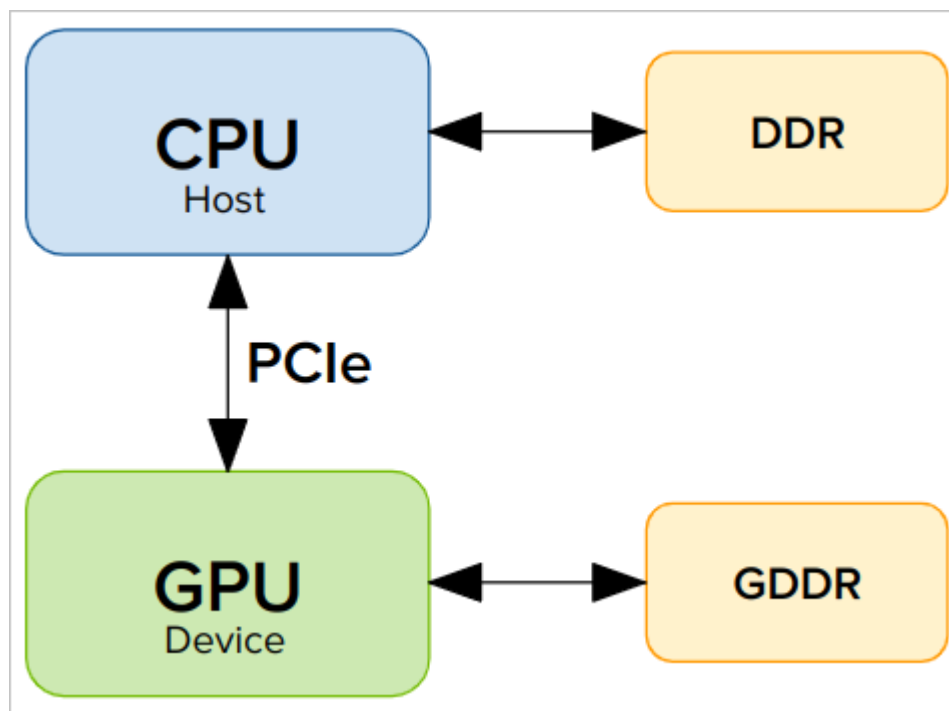 CPU
Host
DDR
PCIe
GPU
Device
GDDR